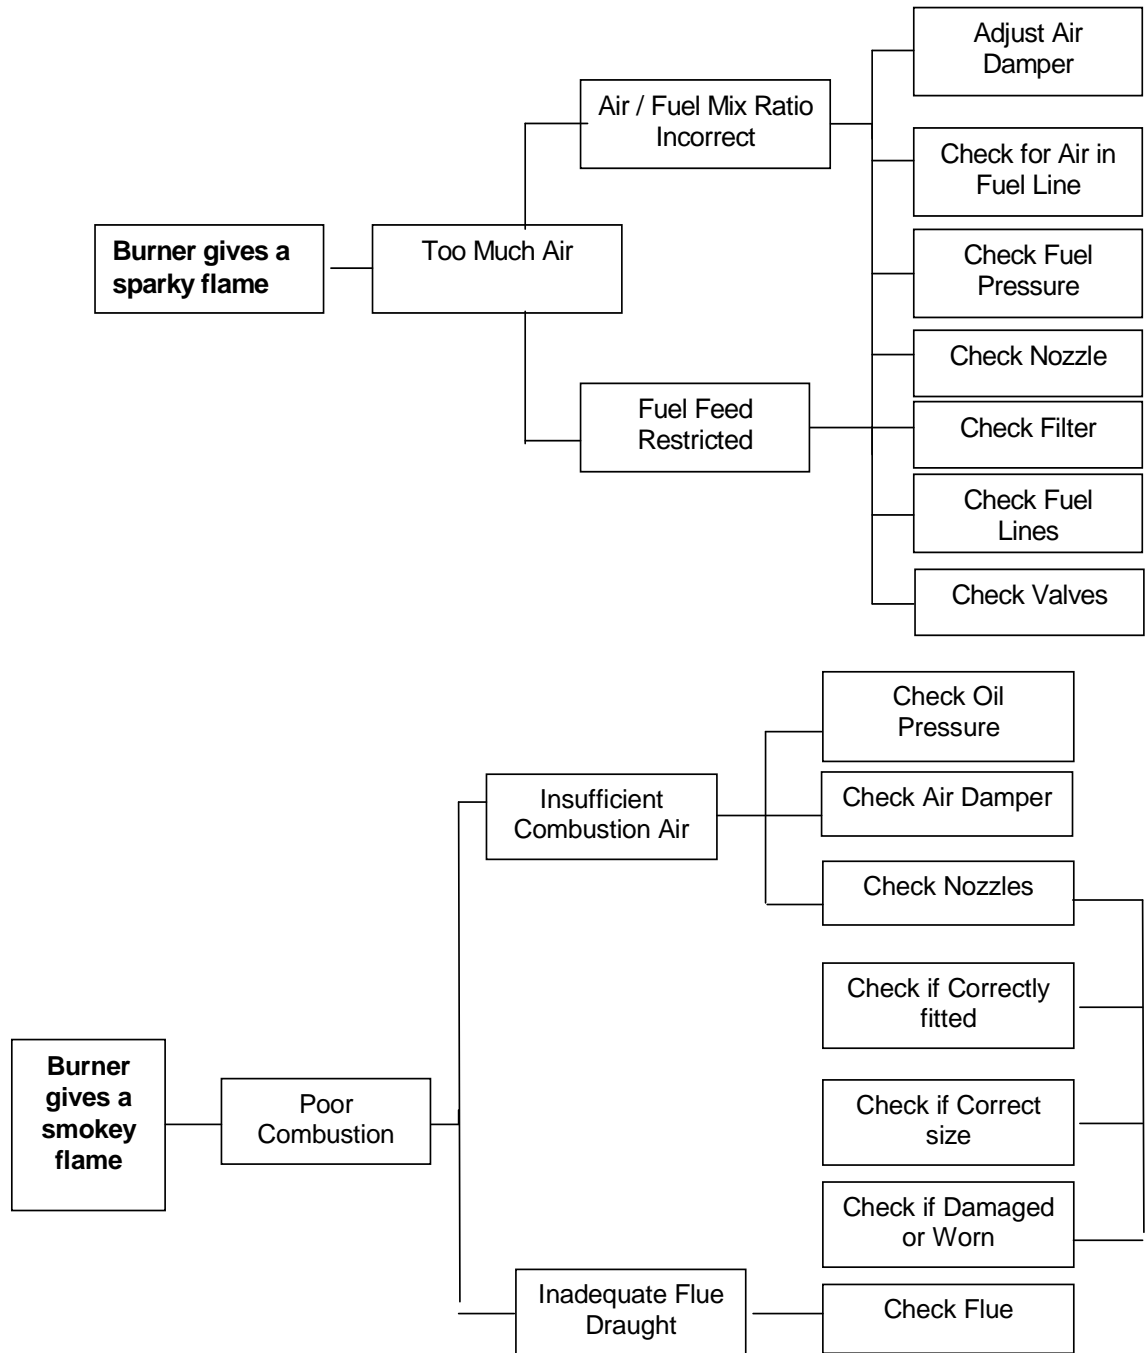 Adjust Air
Damper
Air / Fuel Mix Ratio
Incorrect
Check for Air in
Fuel Line
Burner gives a
sparky flame
Too Much Air
Check Fuel
Pressure
Check Nozzle
Fuel Feed
Restricted
Check Filter
Check Fuel
Lines
Check Valves
Check Oil
Pressure
Insufficient
Combustion Air
Check Air Damper
Check Nozzles
Check if Correctly
fitted
Burner
gives a
smokey
flame
Poor
Combustion
Check if Correct
size
Check if Damaged
or Worn
Inadequate Flue
Draught
Check Flue